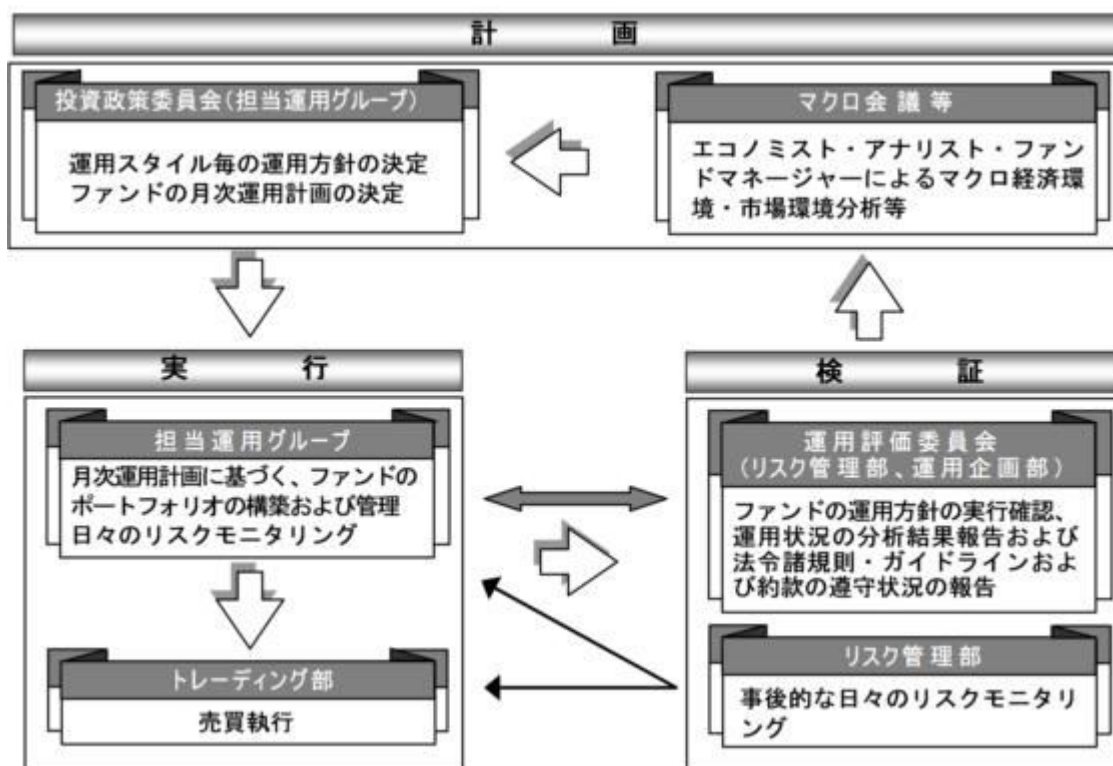 計画
投資政策委員会(担当運用グループ)
運用スタイル毎の運用方針の決定
ファンドの月次運用計画の決定
マクロ会議等
エコノミスト・アナリスト・ファン
ドマネージャーによるマクロ経済環
境・市場環境分析等
実行
担当運用グループ
月次運用計画に基づく、ファンドの
ポートフォリオの構築および管理
日々のリスクモニタリング
トレーディング部
売買執行
検証
運用評価委員会
(リスク管理部、運用企画部)
ファンドの運用方針の実行確認、
運用状況の分析結果報告および
法令諸規則・ガイドラインおよ
び約款の遵守状況の報告
リスク管理部
事後的な日々のリスクモニタリ
ング